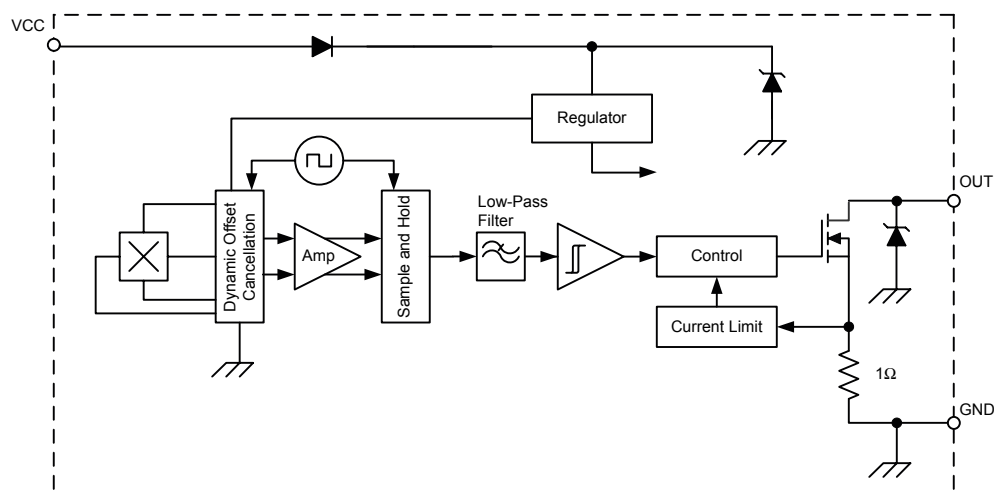 VCC
Regulator
OUT
Low-Pass
Filter
Dynamic Offset
Cancellation
Amp
Sample and Hold
Control
Current Limit
1Ω
GND